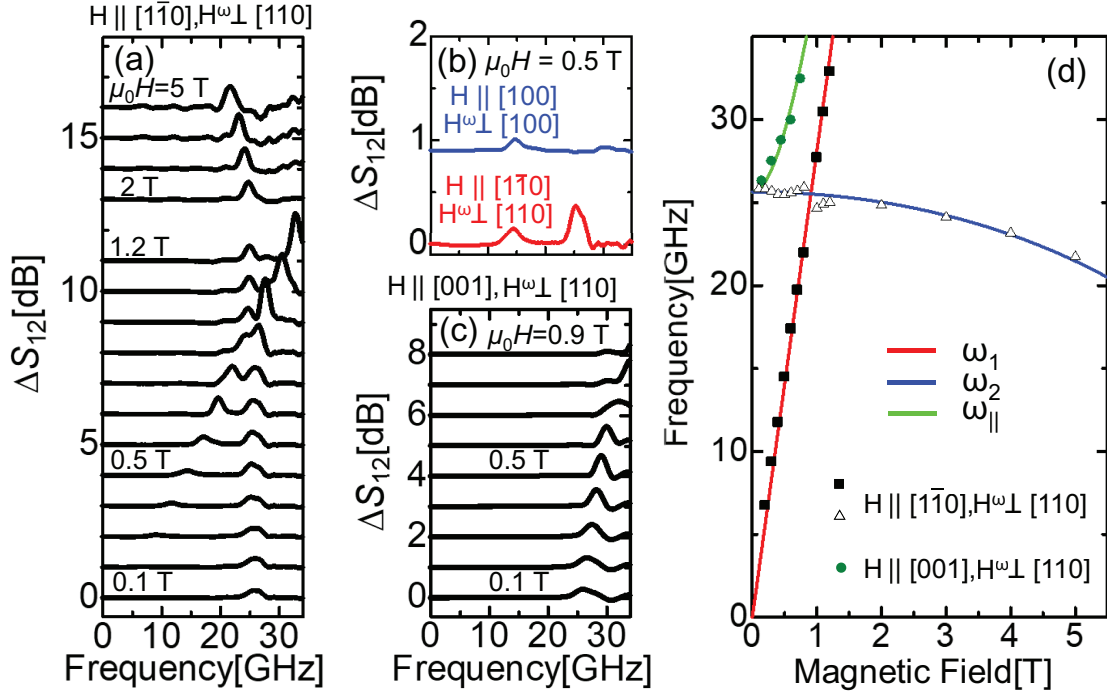 H || [11̄0],Hω⊥ [110]
(a)
μ0H=5 T
2 T
1.2 T
0.5 T
0.1 T
15
10
5
0
ΔS12[dB]
0 10 20 30
Frequency[GHz]
(b) μ0H = 0.5 T
H || [100]
Hω⊥ [100]
H || [11̄0]
Hω⊥ [110]
2
1
0
ΔS12[dB]
H || [001],Hω⊥ [110]
(c) μ0H=0.9 T
0.5 T
0.1 T
8
6
4
2
0
ΔS12[dB]
0 10 20 30
Frequency[GHz]
(d)
30
20
10
0
Frequency[GHz]
ω1
ω2
ω||
H || [11̄0],Hω⊥ [110]
H || [001],Hω⊥ [110]
0 1 2 3 4 5
Magnetic Field[T]